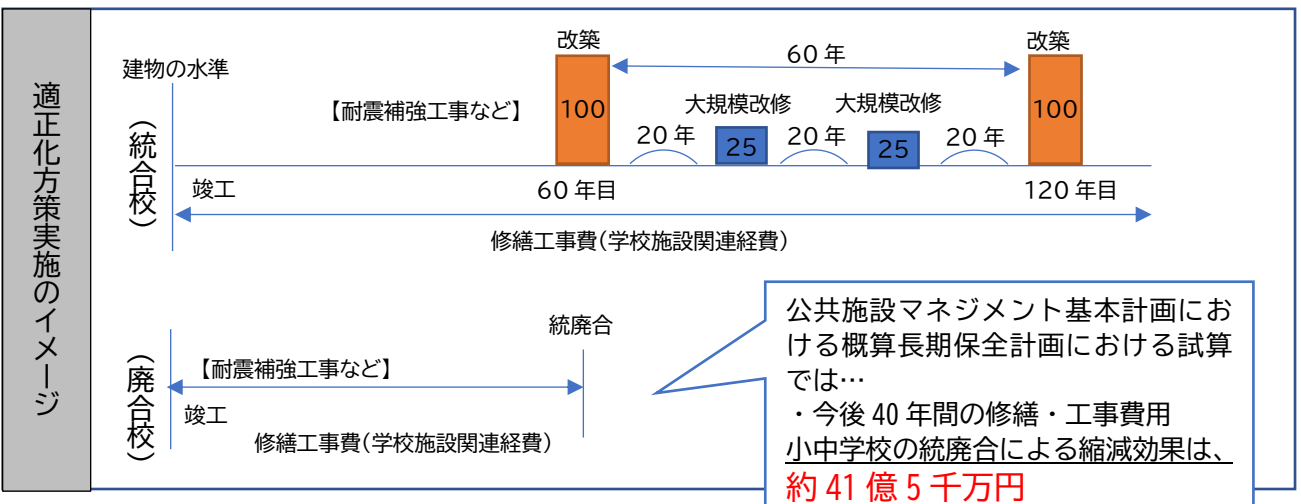 適正化方策実施のイメージ
建物の水準
(統合校)
竣工
【耐震補強工事など】
改築
100
60年目
20年
大規模改修
25
20年
大規模改修
25
20年
60年
改築
100
120年目
修繕工事費(学校施設関連経費)
(廃合校)
竣工
【耐震補強工事など】
統廃合
修繕工事費(学校施設関連経費)
公共施設マネジメント基本計画にお
ける概算長期保全計画における試算
では…
・今後40年間の修繕・工事費用
小中学校の統廃合による縮減効果は、
約41億5千万円